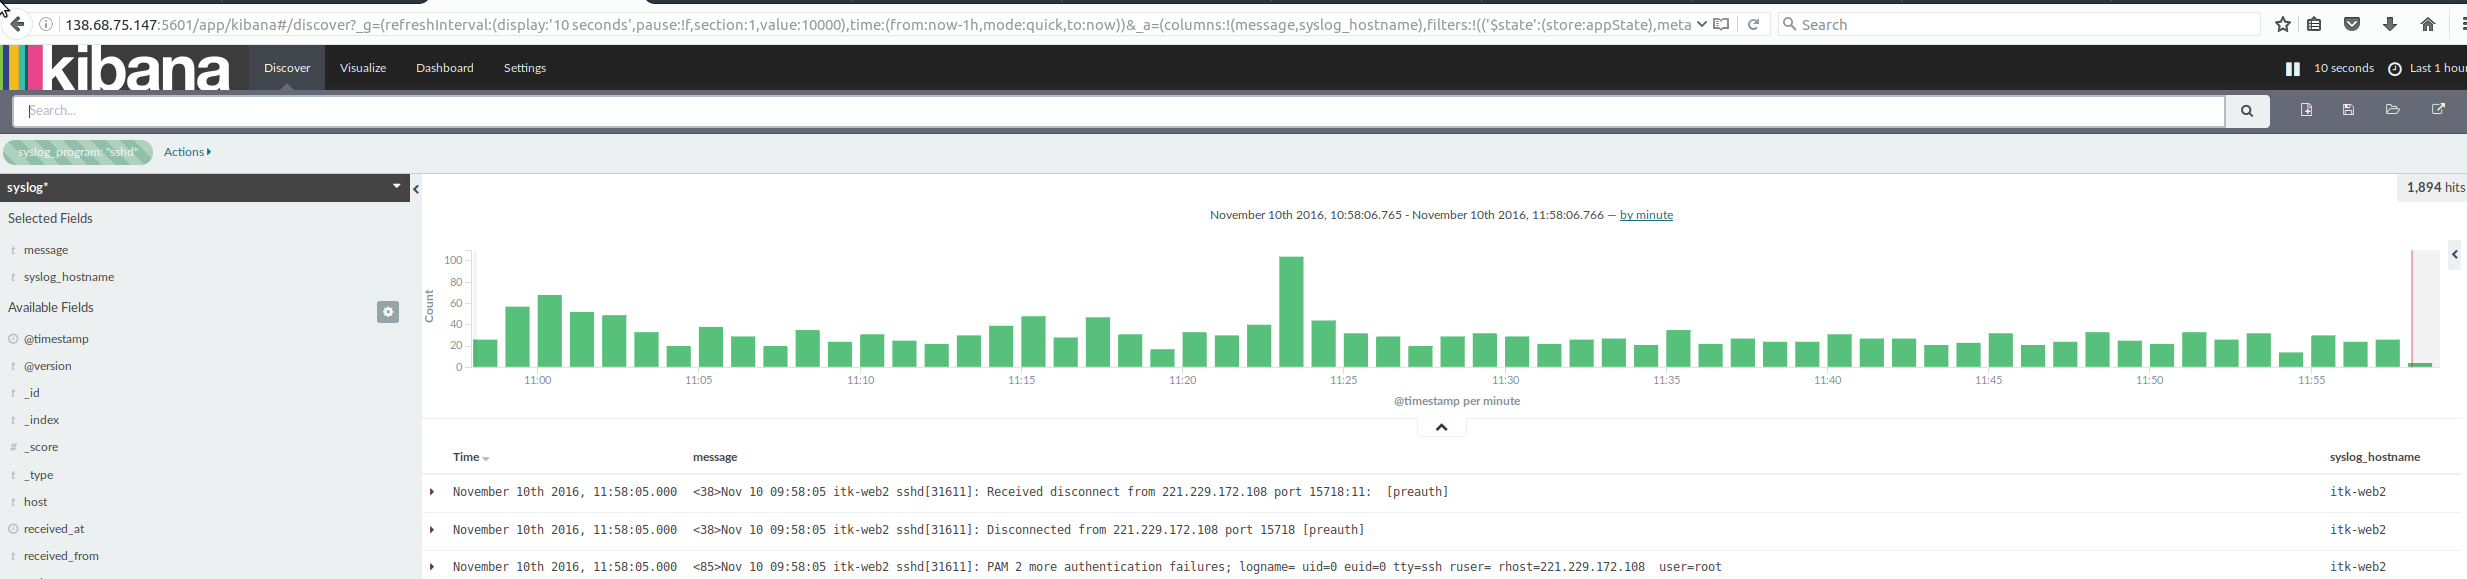 138.68.75.147:5601/app/kibana#/discover?_g=(refreshInterval:(display:'10 seconds',pause:!f,section:1,value:10000),time:(from:now-1h,mode:quick,to:now))&_a=(columns:!(message,syslog_hostname),filters:!(('$state':(store:appState),meta
Search
kibana
Discover
Visualize
Dashboard
Settings
10 seconds
Last 1 hou
Search...
syslog_program: "sshd"
Actions
syslog*
1,894 hits
Selected Fields
t message
t syslog_hostname
Available Fields
@timestamp
t @version
t _id
t _index
# _score
t _type
t host
received_at
t received_from
November 10th 2016, 10:58:06.765 - November 10th 2016, 11:58:06.766 — by minute
Count
100
80
60
40
20
0
11:00 11:05 11:10 11:15 11:20 11:25 11:30 11:35 11:40 11:45 11:50 11:55
@timestamp per minute
Time message syslog_hostname
November 10th 2016, 11:58:05.000 <38>Nov 10 09:58:05 itk-web2 sshd[31611]: Received disconnect from 221.229.172.108 port 15718:11: [preauth] itk-web2
November 10th 2016, 11:58:05.000 <38>Nov 10 09:58:05 itk-web2 sshd[31611]: Disconnected from 221.229.172.108 port 15718 [preauth] itk-web2
November 10th 2016, 11:58:05.000 <85>Nov 10 09:58:05 itk-web2 sshd[31611]: PAM 2 more authentication failures; logname= uid=0 euid=0 tty=ssh ruser= rhost=221.229.172.108 user=root itk-web2